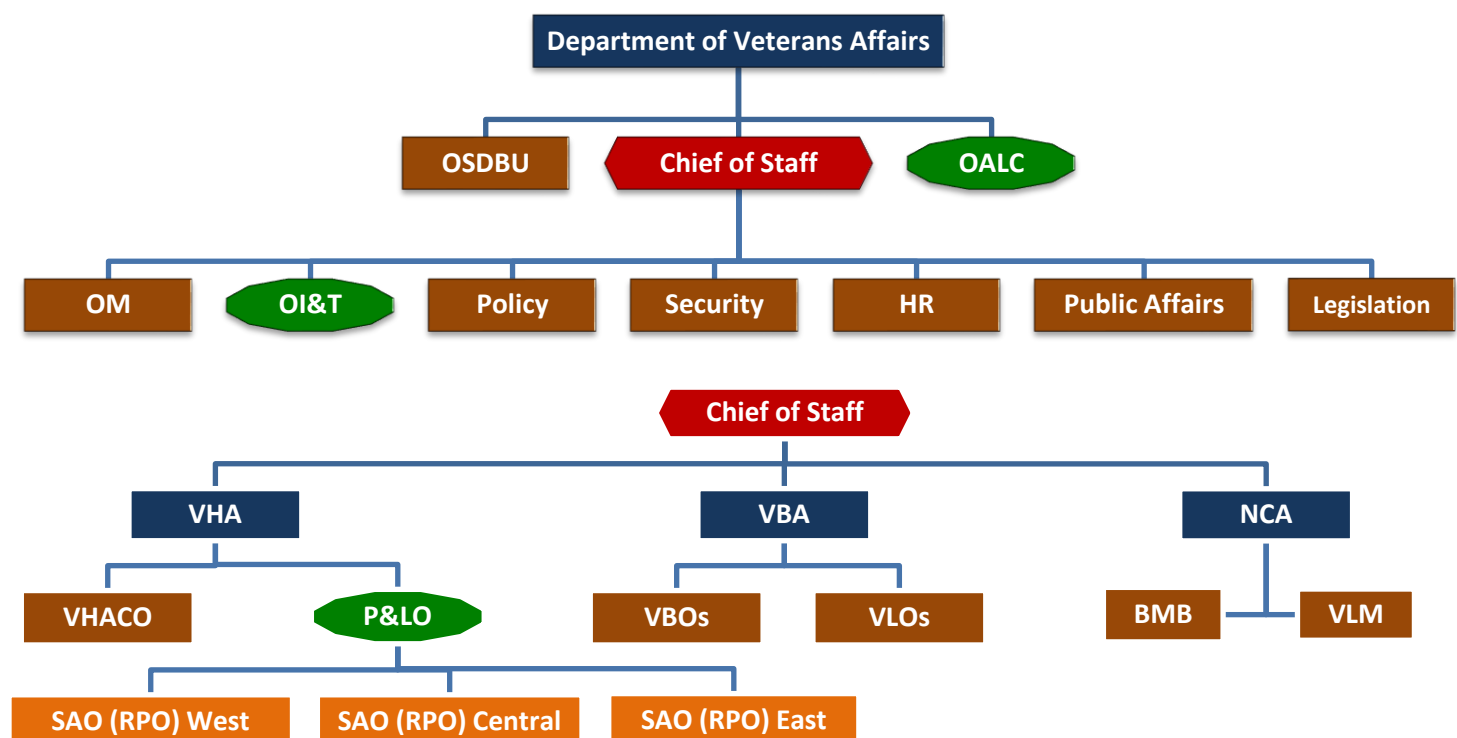 Department of Veterans Affairs
OSDBU
Chief of Staff
OALC
OM
OI&T
Policy
Security
HR
Public Affairs
Legislation
Chief of Staff
VHA
VBA
NCA
VHACO
P&LO
VBOs
VLOs
BMB
VLM
SAO (RPO) West
SAO (RPO) Central
SAO (RPO) East